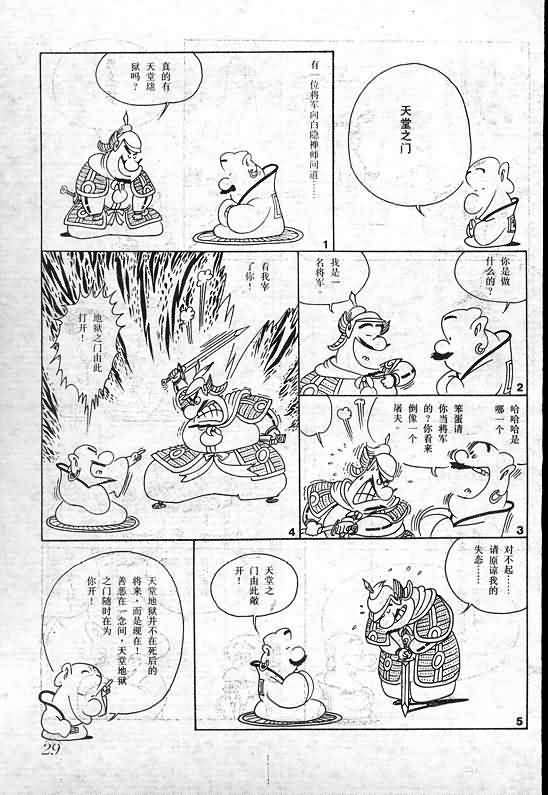 天堂之门
有一位将军向白隐禅师问道……
真的有
天堂地
狱吗？
1
你是做
什么的？
我是一
名将军。
2
哈哈哈是
哪一个
笨蛋请
你当将军
的？你看来
倒像一个
屠夫。
3
看我宰
了你！
地狱之门由此
打开！
4
对不起……
请原谅我的
失态……
天堂之
门由此敞
开！
5
天堂地狱并不在死后的
将来，而是现在！
善恶在一念间，天堂地狱
之门随时在为
你开！
29